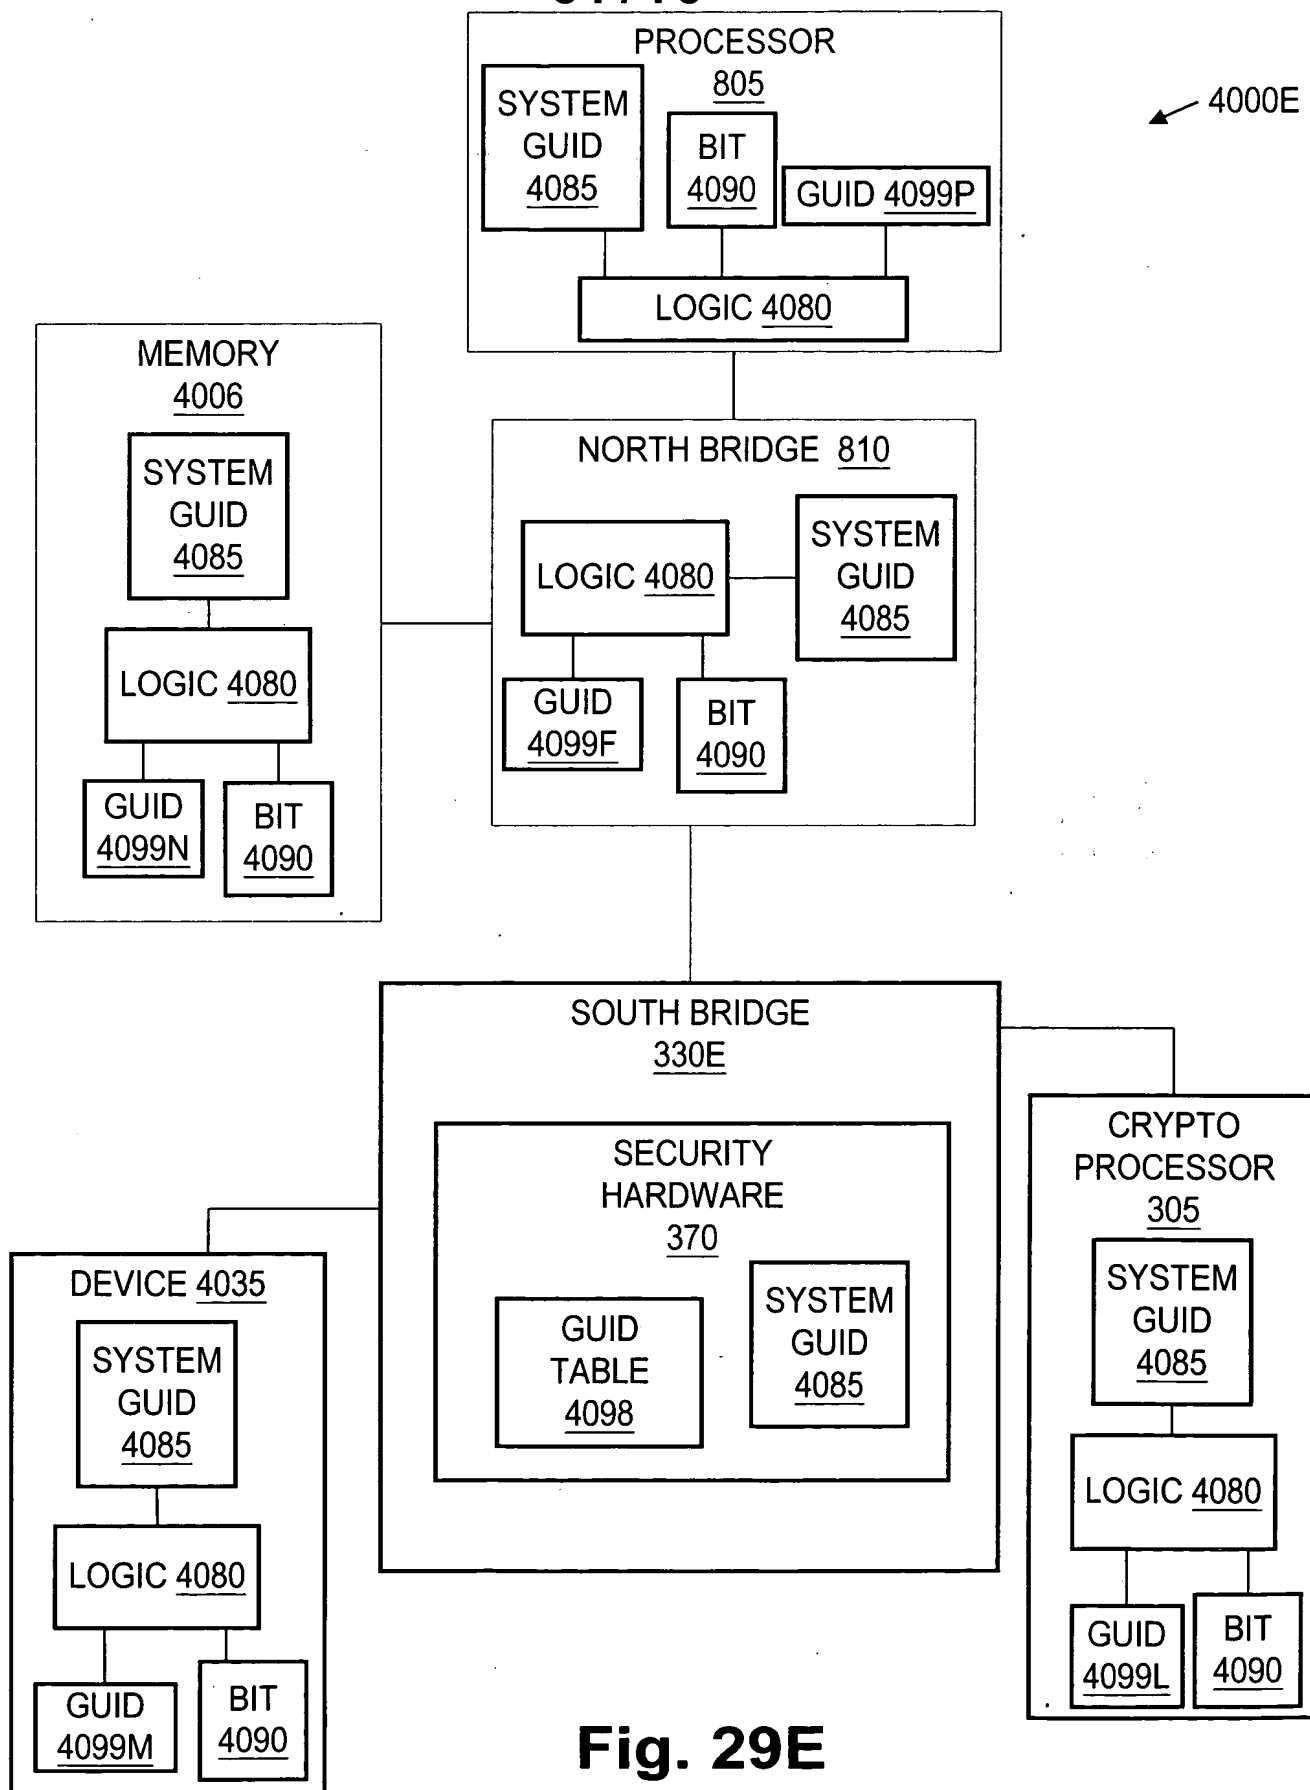 PROCESSOR
805
SYSTEM
GUID
4085
BIT
4090
GUID 4099P
LOGIC 4080
4000E
MEMORY
4006
SYSTEM
GUID
4085
LOGIC 4080
GUID
4099N
BIT
4090
NORTH BRIDGE 810
LOGIC 4080
SYSTEM
GUID
4085
GUID
4099F
BIT
4090
SOUTH BRIDGE
330E
SECURITY
HARDWARE
370
GUID
TABLE
4098
SYSTEM
GUID
4085
CRYPTO
PROCESSOR
305
SYSTEM
GUID
4085
LOGIC 4080
GUID
4099L
BIT
4090
DEVICE 4035
SYSTEM
GUID
4085
LOGIC 4080
GUID
4099M
BIT
4090
Fig. 29E